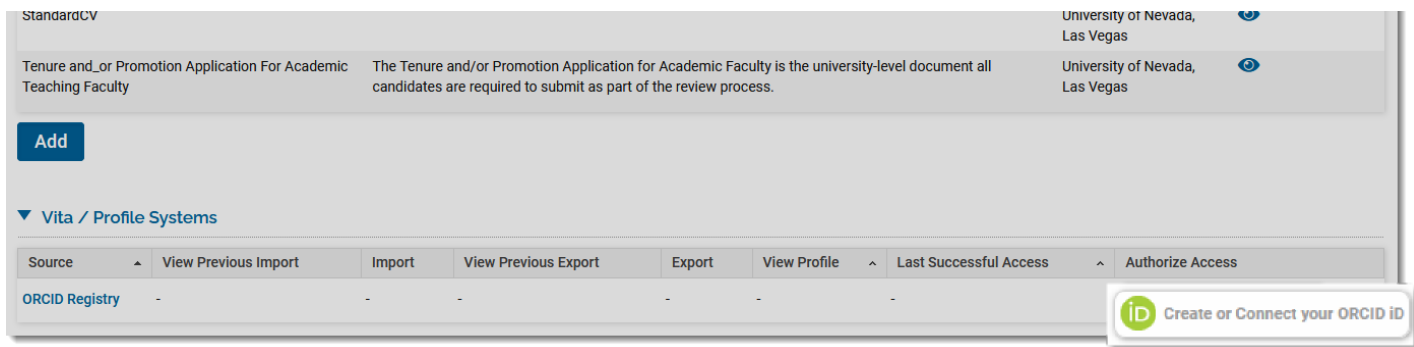 StandardCV
University of Nevada,
Las Vegas
Tenure and_or Promotion Application For Academic
Teaching Faculty
The Tenure and/or Promotion Application for Academic Faculty is the university-level document all
candidates are required to submit as part of the review process.
University of Nevada,
Las Vegas
Add
Vita / Profile Systems
Source View Previous Import Import View Previous Export Export View Profile Last Successful Access Authorize Access
ORCID Registry - - - - - -
iD Create or Connect your ORCID iD